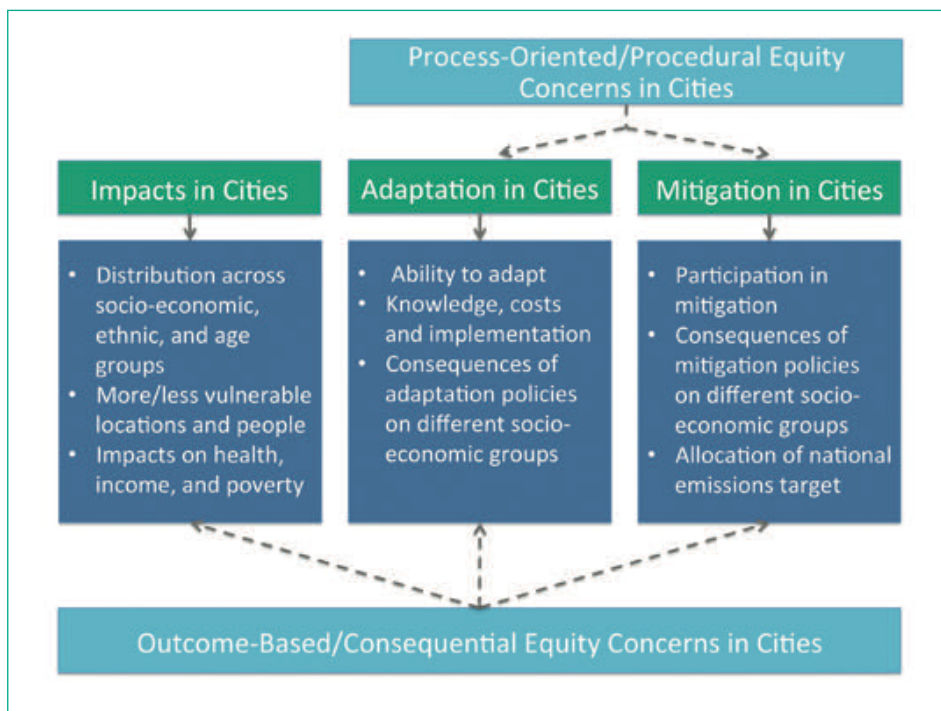 Process-Oriented/Procedural Equity
Concerns in Cities
Impacts in Cities
Adaptation in Cities
Mitigation in Cities
• Distribution across
socio-economic,
ethnic, and age
groups
• More/less vulnerable
locations and people
• Impacts on health,
income, and poverty
• Ability to adapt
• Knowledge, costs
and implementation
• Consequences of
adaptation policies
on different socio-
economic groups
• Participation in
mitigation
• Consequences of
mitigation policies
on different socio-
economic groups
• Allocation of national
emissions target
Outcome-Based/Consequential Equity Concerns in Cities